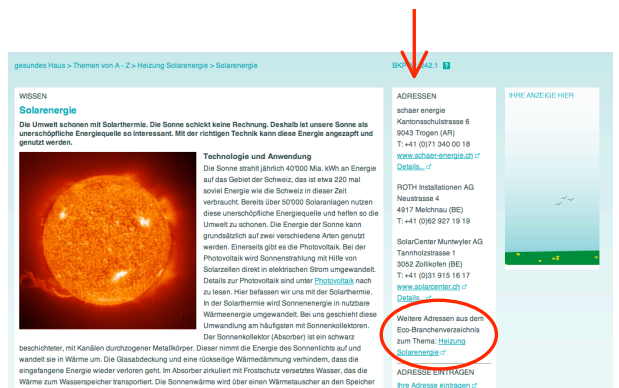 gesundes Haus > Themen von A - Z > Heizung Solarenergie > Solarenergie
242.1 ?
WISSEN
Solarenergie
Die Umwelt schonen mit Solarthermie. Die Sonne schickt keine Rechnung. Deshalb ist unsere Sonne als
unerschöpfliche Energiequelle so interessant. Mit der richtigen Technik kann diese Energie angezapft und
genutzt werden.
Technologie und Anwendung
Die Sonne strahlt jährlich 40'000 Mia. kWh an Energie
auf das Gebiet der Schweiz, das ist etwa 220 mal
soviel Energie wie die Schweiz in dieser Zeit
verbraucht. Bereits über 50'000 Solaranlagen nutzen
diese unerschöpfliche Energiequelle und helfen so die
Umwelt zu schonen. Die Energie der Sonne kann
grundsätzlich auf zwei verschiedene Arten genutzt
werden. Einerseits gibt es die Photovoltaik. Bei der
Photovoltaik wird Sonnenstrahlung mit Hilfe von
Solarzellen direkt in elektrischen Strom umgewandelt.
Details zur Photovoltaik sind unter Photovoltaik nach
zu lesen. Hier befassen wir uns mit der Solarthermie.
In der Solarthermie wird Sonnenenergie in nutzbare
Wärmeenergie umgewandelt. Bei uns geschieht diese
Umwandlung am häufigsten mit Sonnenkollektoren.
Der Sonnenkollektor (Absorber) ist ein schwarz
beschichteter, mit Kanälen durchzogener Metallkörper. Dieser nimmt die Energie des Sonnenlichts auf und
wandelt sie in Wärme um. Die Glasabdeckung und eine rückseitige Wärmedämmung verhindern, dass die
eingefangene Energie wieder verloren geht. Im Absorber zirkuliert mit Frostschutz versetztes Wasser, das die
Wärme zum Wasserspeicher transportiert. Die Sonnenwärme wird über einen Wärmetauscher an den Speicher
ADRESSEN
schaer energie
Kantonsschulstrasse 6
9043 Trogen (AR)
T: +41 (0)71 340 00 18
www.schaer-energie.ch
Details...
ROTH Installationen AG
Neustrasse 4
4917 Melchnau (BE)
T: +41 (0)62 927 19 19
SolarCenter Muntwyler AG
Tannholzstrasse 1
3052 Zollikofen (BE)
T: +41 (0)31 915 16 17
www.solarcenter.ch
Details...
Weitere Adressen aus dem
Eco-Branchenverzeichnis
zum Thema: Heizung
Solarenergie
ADRESSE EINTRAGEN
Ihre Adresse eintragen
IHRE ANZEIGE HIER